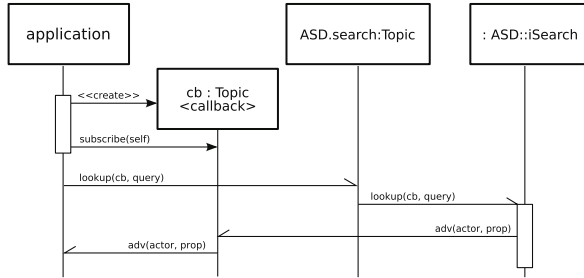 application
ASD.search:Topic
: ASD::iSearch
<<create>>
cb : Topic
<callback>
subscribe(self)
lookup(cb, query)
lookup(cb, query)
adv(actor, prop)
adv(actor, prop)